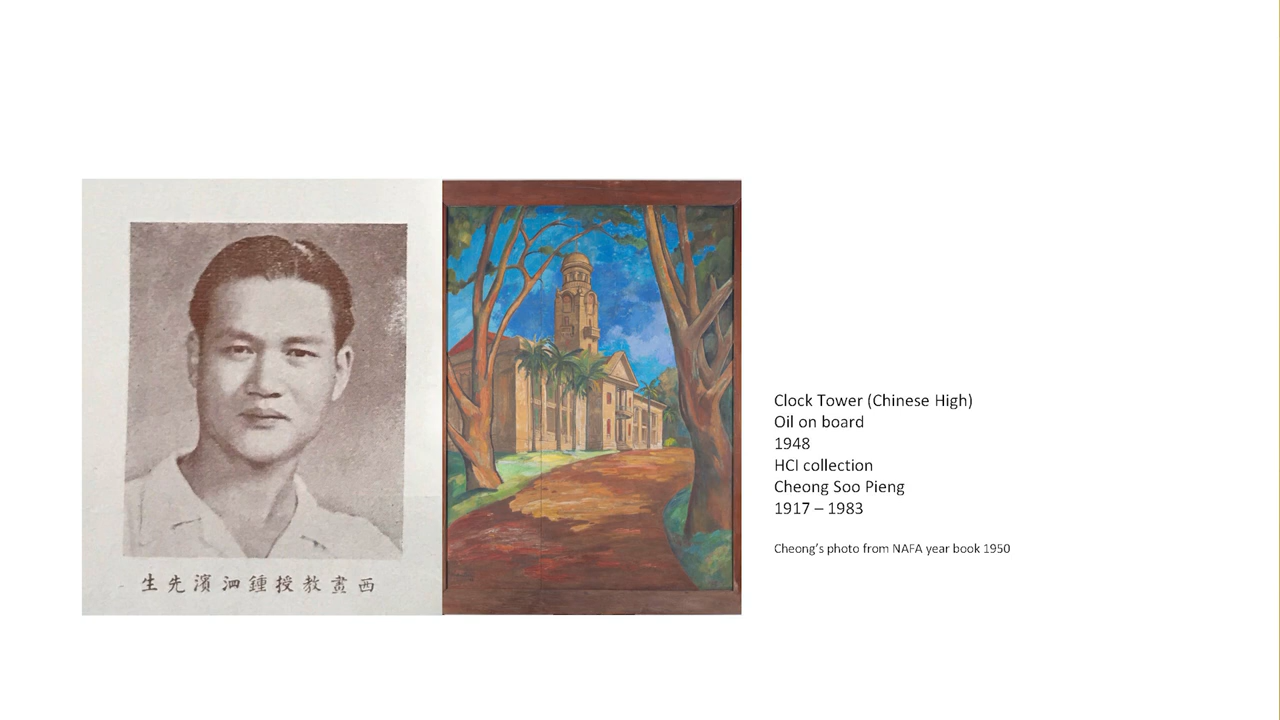 西畫教授鍾泗濱先生
Clock Tower (Chinese High)
Oil on board
1948
HCI collection
Cheong Soo Pieng
1917 – 1983
Cheong’s photo from NAFA year book 1950